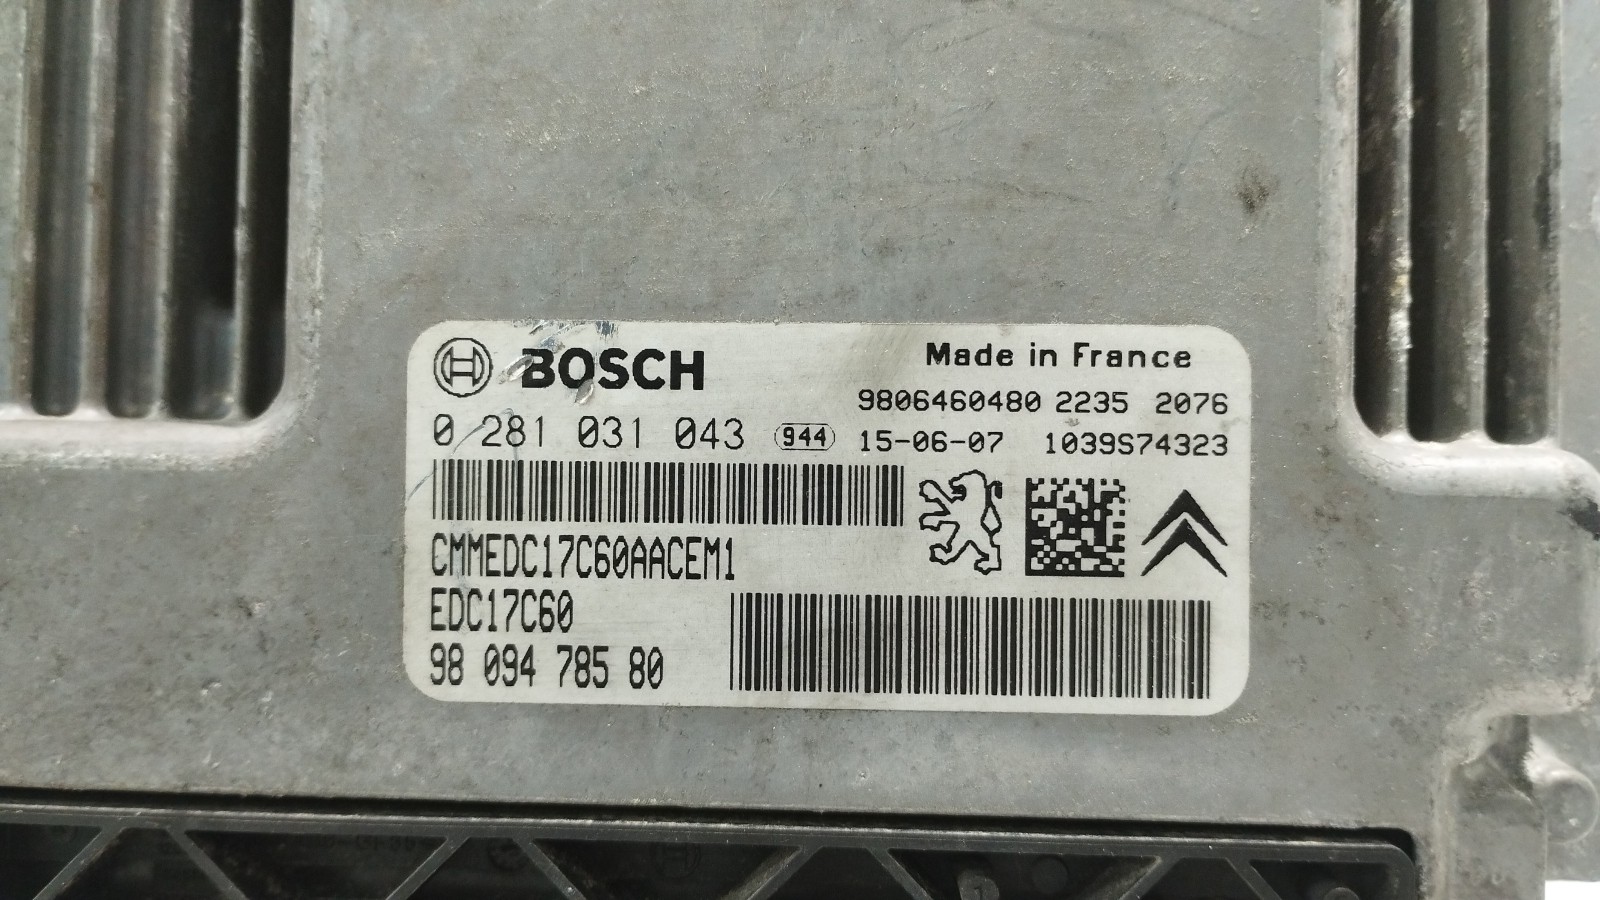 BOSCH
Made in France
9806460480 2235 2076
0 281 031 043 944 15-06-07 1039S74323
CMMEDC17C60AACEM1
EDC17C60
98 094 785 80